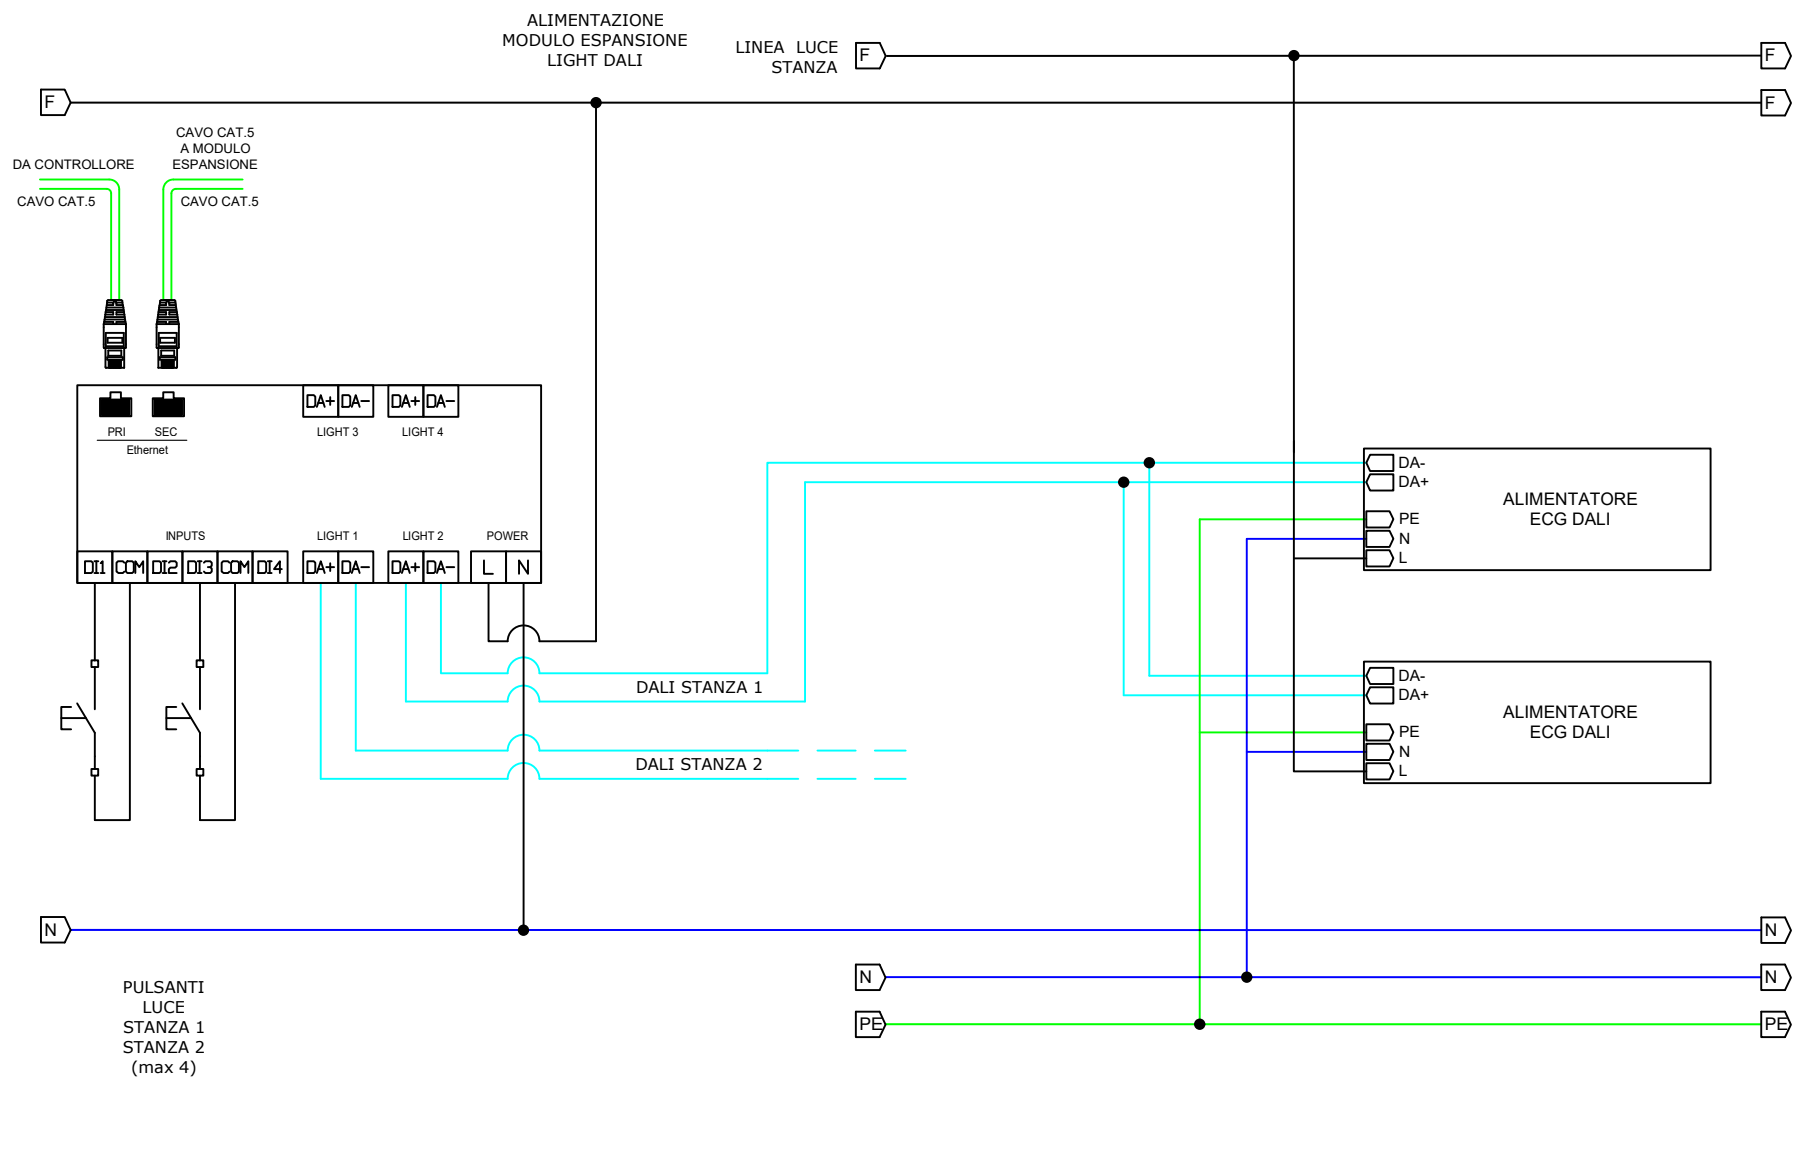 ALIMENTAZIONE
MODULO ESPANSIONE
LIGHT DALI
LINEA LUCE
STANZA
F
F
F
F
CAVO CAT.5
A MODULO
ESPANSIONE
DA CONTROLLORE
CAVO CAT.5
CAVO CAT.5
DA+ DA- DA+ DA-
PRI SEC LIGHT 3 LIGHT 4
Ethernet
INPUTS LIGHT 1 LIGHT 2 POWER
DI1 COM DI2 DI3 COM DI4 DA+ DA- DA+ DA- L N
DA-
DA+
PE
N
L
ALIMENTATORE
ECG DALI
DALI STANZA 1
DALI STANZA 2
DA-
DA+
PE
N
L
ALIMENTATORE
ECG DALI
N
N
N
N
PE
PE
PULSANTI
LUCE
STANZA 1
STANZA 2
(max 4)